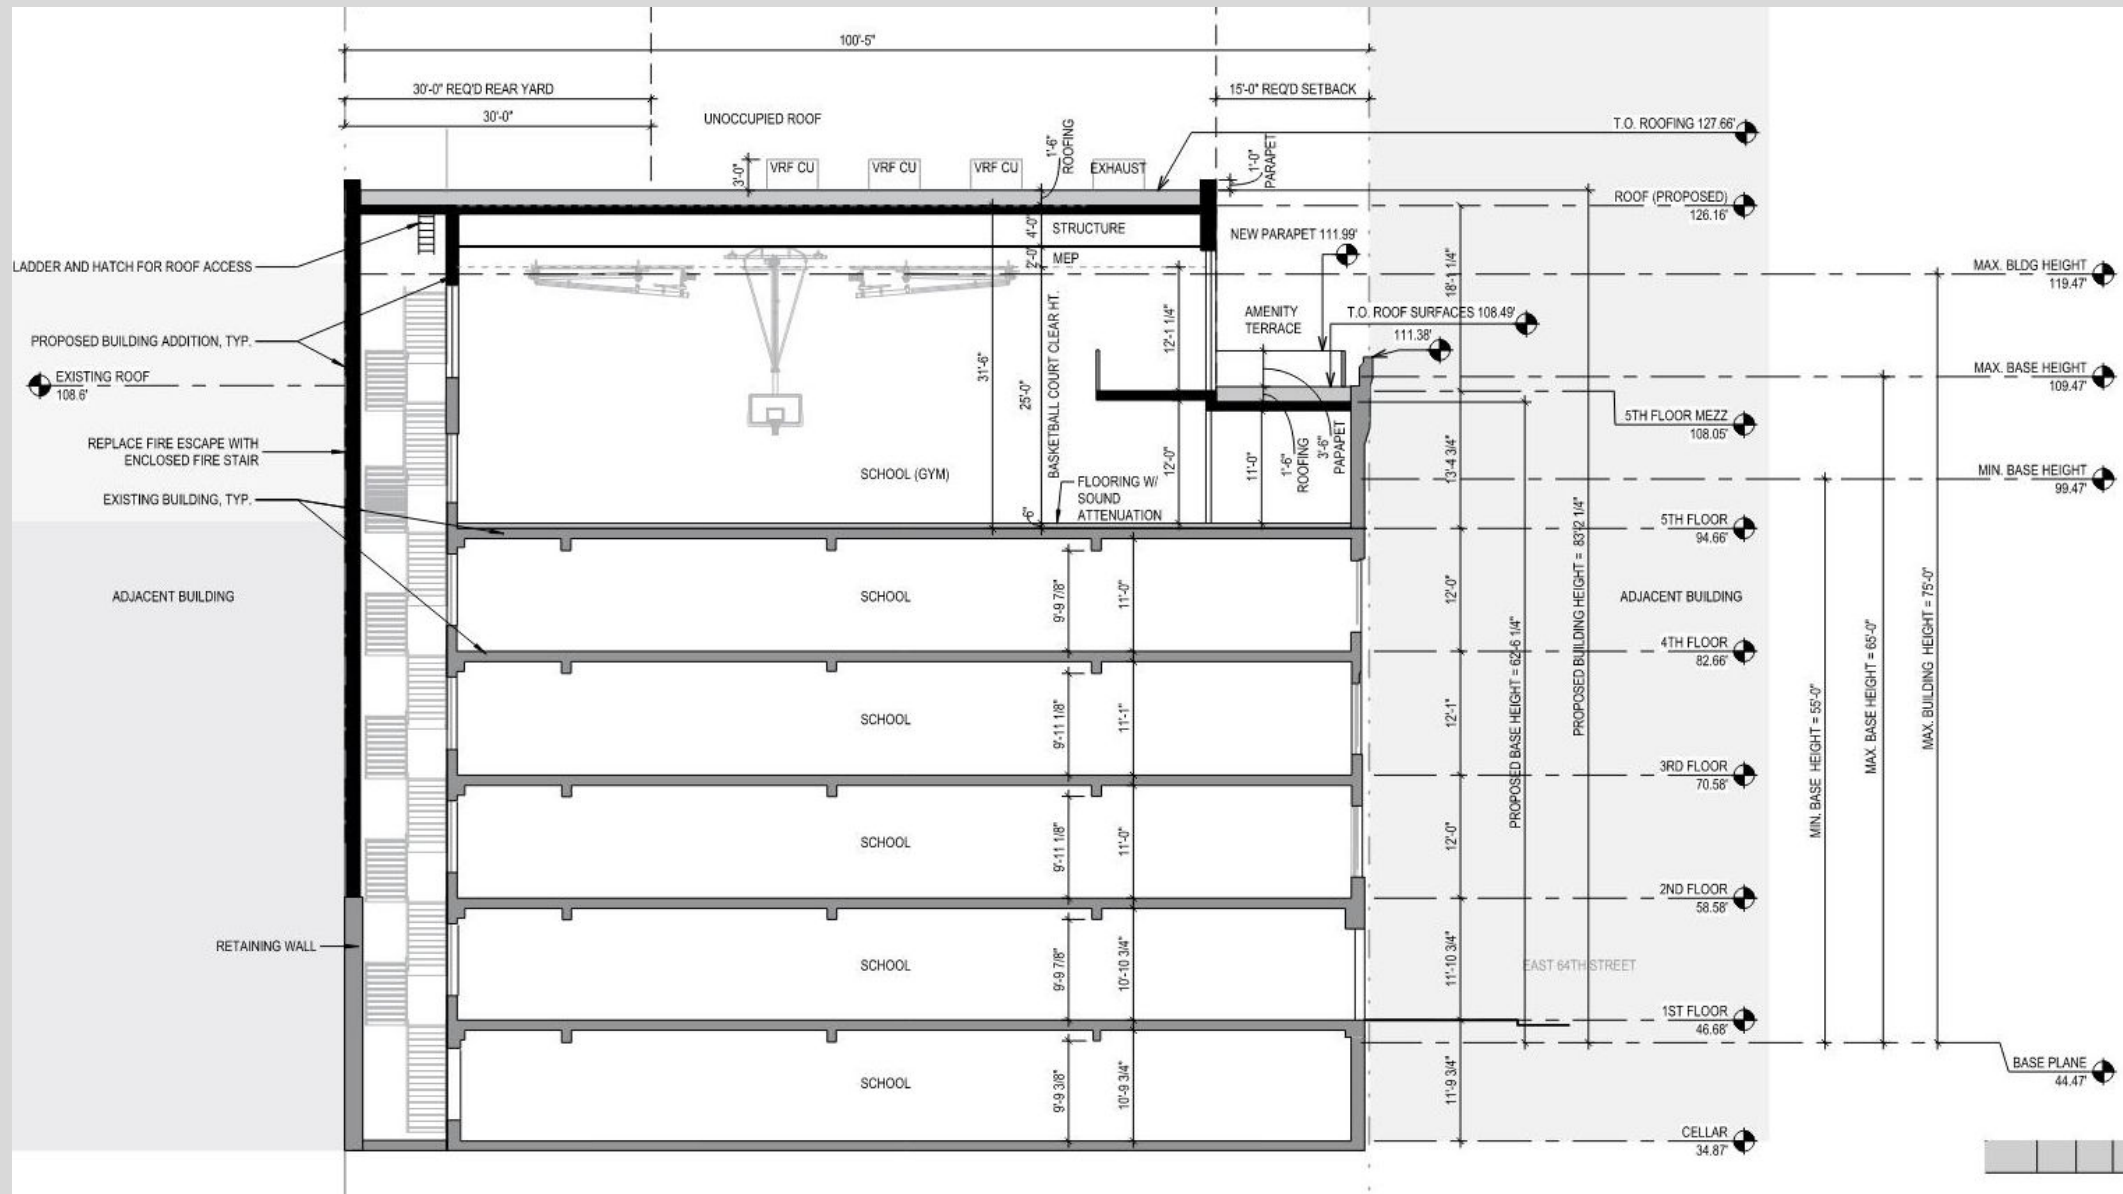 100'-5"
30'-0" REQ'D REAR YARD
15'-0" REQ'D SETBACK
30'-0"
UNOCCUPIED ROOF
T.O. ROOFING 127.66'
1'-6"
ROOFING
1'-0"
PARAPET
3'-0"
VRF CU
VRF CU
VRF CU
EXHAUST
ROOF (PROPOSED)
126.16'
4'-0"
STRUCTURE
NEW PARAPET 111.99'
2'-0"
MEP
LADDER AND HATCH FOR ROOF ACCESS
MAX. BLDG HEIGHT
119.47'
18'-1 1/4"
AMENITY
TERRACE
T.O. ROOF SURFACES 108.49'
111.38'
PROPOSED BUILDING ADDITION, TYP.
12'-1 1/4"
31'-6"
25'-0"
BASKETBALL COURT CLEAR HT.
EXISTING ROOF
108.6'
MAX. BASE HEIGHT
109.47'
5TH FLOOR MEZZ
108.05'
REPLACE FIRE ESCAPE WITH
ENCLOSED FIRE STAIR
SCHOOL (GYM)
12'-0"
11'-0"
1'-6"
ROOFING
3'-6"
PAPAPET
13'-4 3/4"
MIN. BASE HEIGHT
99.47'
EXISTING BUILDING, TYP.
FLOORING W/
SOUND
ATTENUATION
6"
5TH FLOOR
94.66'
ADJACENT BUILDING
SCHOOL
9'-9 7/8"
11'-0"
12'-0"
ADJACENT BUILDING
PROPOSED BASE HEIGHT = 62'-6 1/4"
PROPOSED BUILDING HEIGHT = 83'-2 1/4"
MIN. BASE HEIGHT = 55'-0"
MAX. BASE HEIGHT = 65'-0"
MAX. BUILDING HEIGHT = 75'-0"
4TH FLOOR
82.66'
SCHOOL
9'-11 1/8"
11'-1"
12'-1"
3RD FLOOR
70.58'
SCHOOL
9'-11 1/8"
11'-0"
12'-0"
2ND FLOOR
58.58'
RETAINING WALL
SCHOOL
9'-9 7/8"
10'-10 3/4"
11'-10 3/4"
EAST 64TH STREET
1ST FLOOR
46.68'
BASE PLANE
44.47'
SCHOOL
9'-9 3/8"
10'-9 3/4"
11'-9 3/4"
CELLAR
34.87'